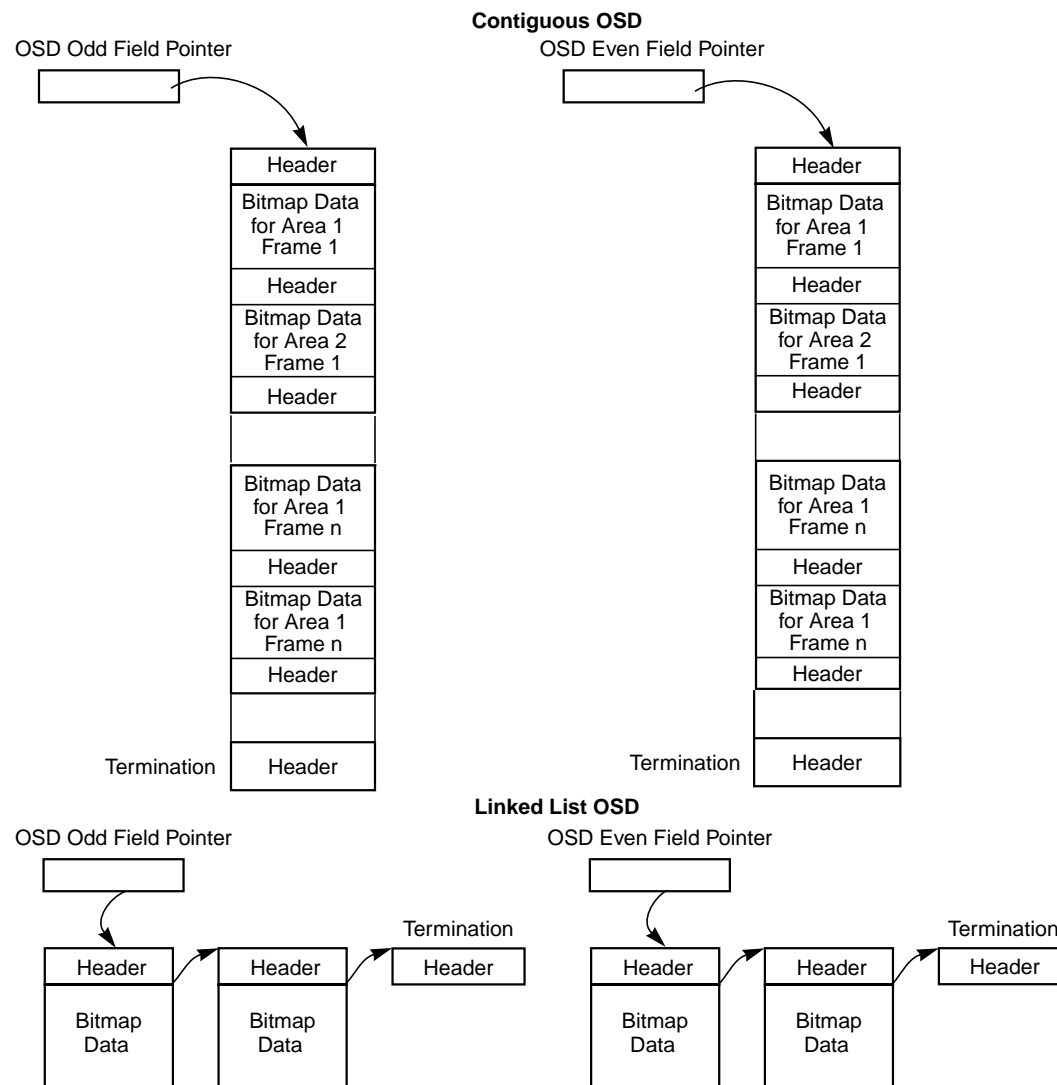 Contiguous OSD
OSD Odd Field Pointer
Header
Bitmap Data
for Area 1
Frame 1
Header
Bitmap Data
for Area 2
Frame 1
Header
Bitmap Data
for Area 1
Frame n
Header
Bitmap Data
for Area 1
Frame n
Header
Termination
Header
OSD Even Field Pointer
Header
Bitmap Data
for Area 1
Frame 1
Header
Bitmap Data
for Area 2
Frame 1
Header
Bitmap Data
for Area 1
Frame n
Header
Bitmap Data
for Area 1
Frame n
Header
Termination
Header
Linked List OSD
OSD Odd Field Pointer
Header
Bitmap
Data
Header
Bitmap
Data
Termination
Header
OSD Even Field Pointer
Header
Bitmap
Data
Header
Bitmap
Data
Termination
Header